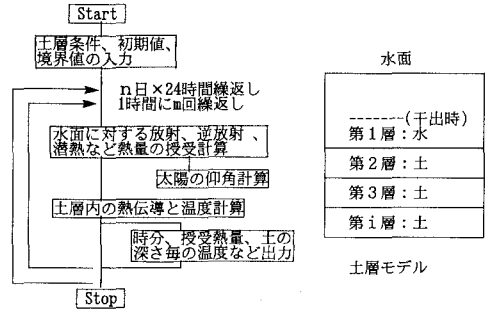 Start
土層条件、初期値、
境界値の入力
n日×24時間繰返し
1時間にm回繰返し
水面に対する放射、逆放射、
潜熱など熱量の授受計算
太陽の仰角計算
土層内の熱伝導と温度計算
時分、授受熱量、土の
深さ毎の温度など出力
Stop
水面
-------(干出時)
第1層：水
第2層：土
第3層：土
第i層：土
土層モデル